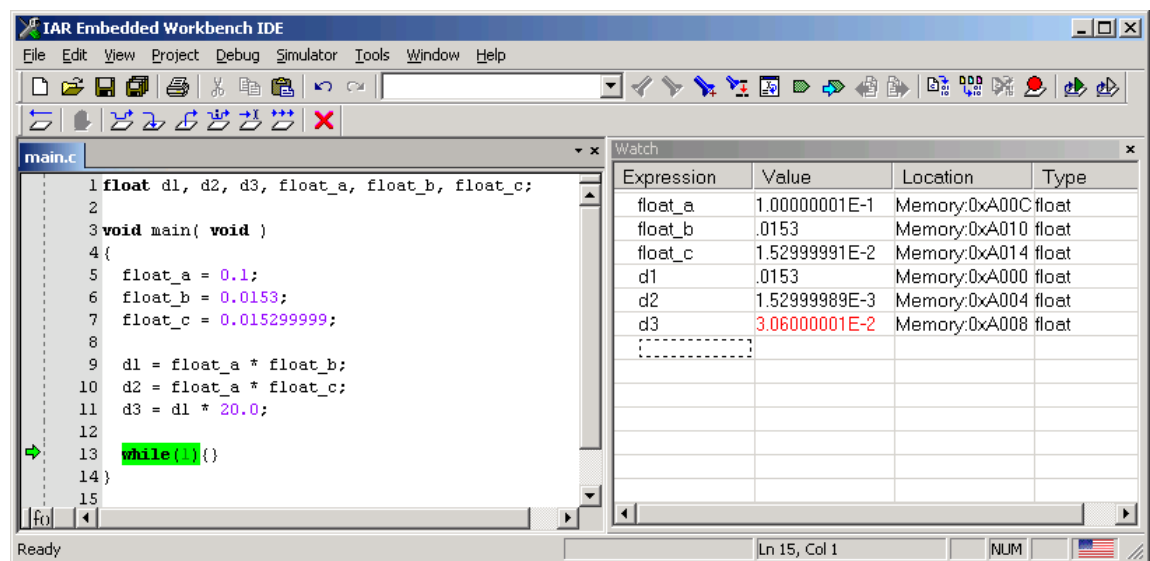 IAR Embedded Workbench IDE
File Edit View Project Debug Simulator Tools Window Help
main.c
1 float d1, d2, d3, float_a, float_b, float_c;
2
3 void main( void )
4 {
5 float_a = 0.1;
6 float_b = 0.0153;
7 float_c = 0.015299999;
8
9 d1 = float_a * float_b;
10 d2 = float_a * float_c;
11 d3 = d1 * 20.0;
12
13 while(1){}
14 }
15
Watch
Expression Value Location Type
float_a 1.00000001E-1 Memory:0xA00C float
float_b .0153 Memory:0xA010 float
float_c 1.52999991E-2 Memory:0xA014 float
d1 .0153 Memory:0xA000 float
d2 1.52999989E-3 Memory:0xA004 float
d3 3.06000001E-2 Memory:0xA008 float
Ready Ln 15, Col 1 NUM